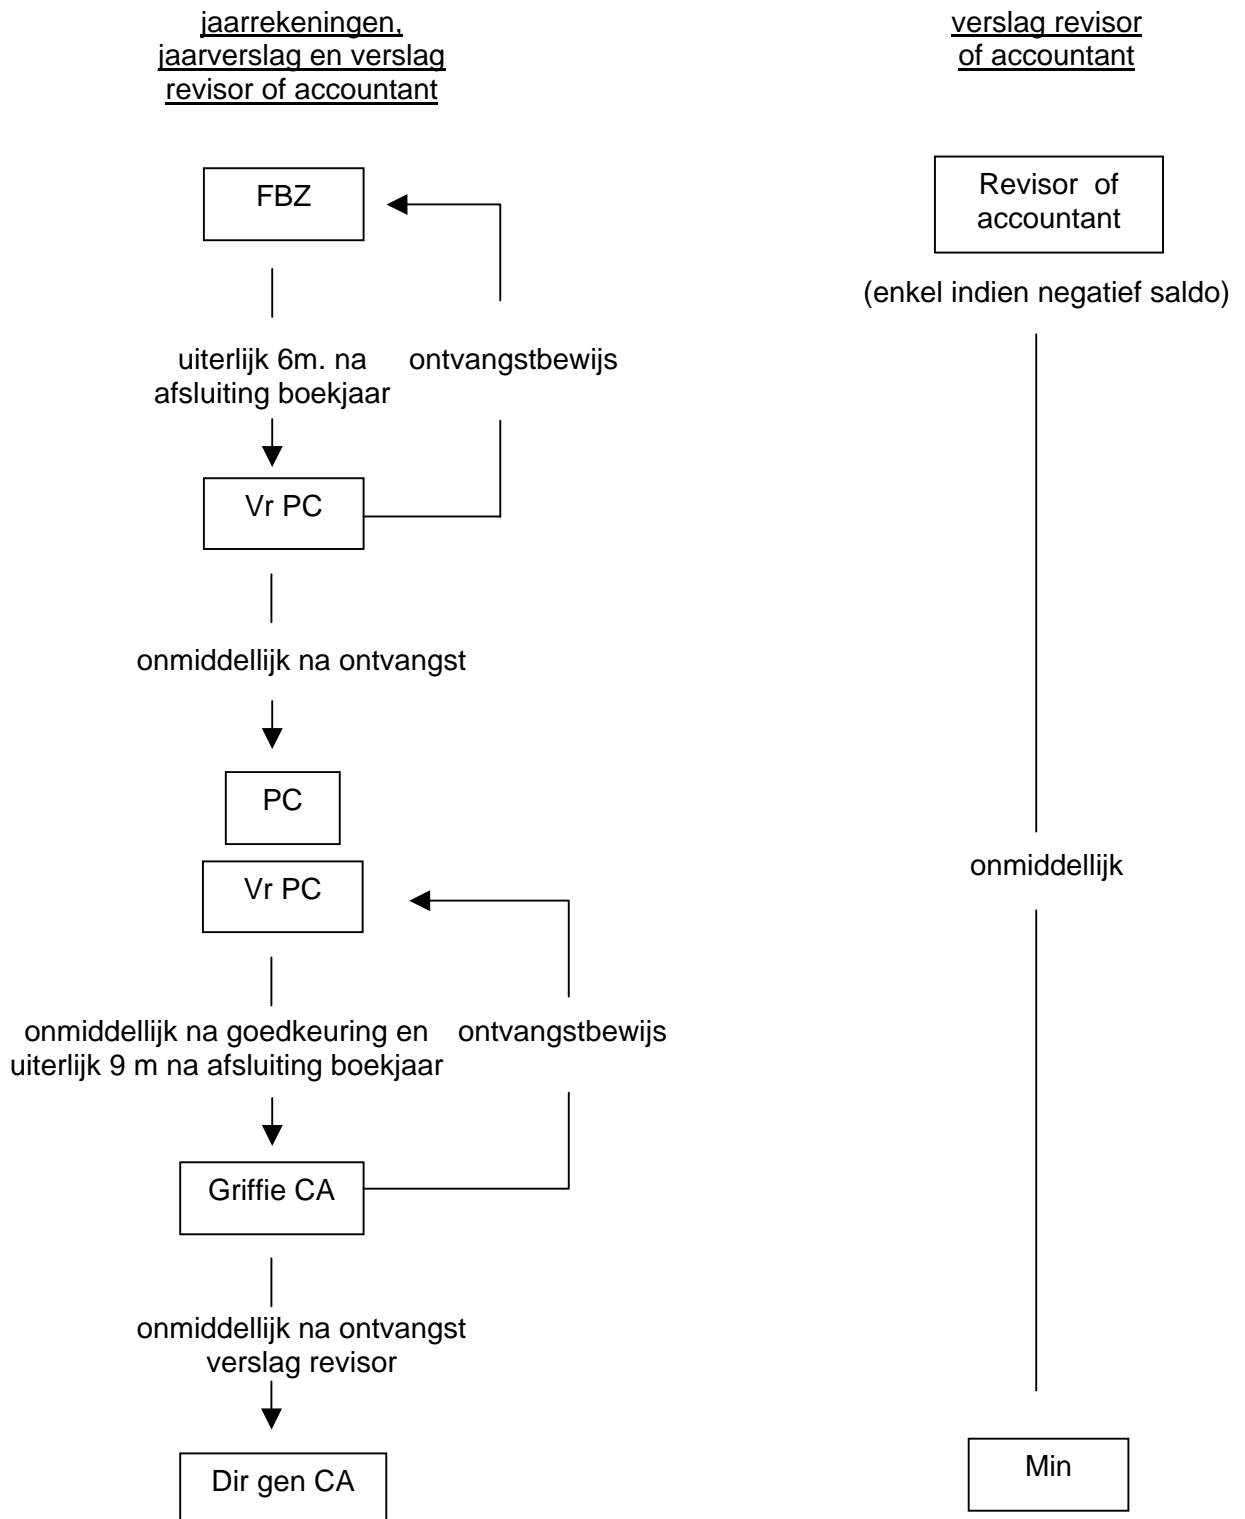 jaarrekeningen,
jaarverslag en verslag
revisor of accountant
FBZ
uiterlijk 6m. na
afsluiting boekjaar
ontvangstbewijs
Vr PC
onmiddellijk na ontvangst
PC
Vr PC
onmiddellijk na goedkeuring en
uiterlijk 9 m na afsluiting boekjaar
ontvangstbewijs
Griffie CA
onmiddellijk na ontvangst
verslag revisor
Dir gen CA
verslag revisor
of accountant
Revisor of
accountant
(enkel indien negatief saldo)
onmiddellijk
Min